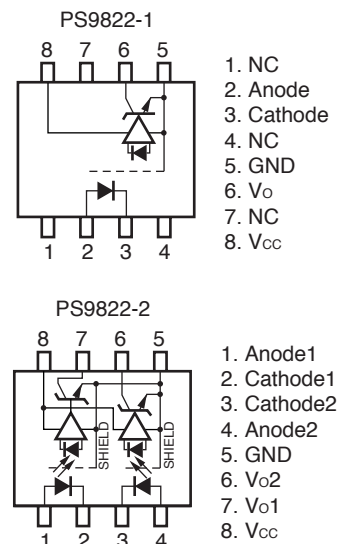 PS9822-1
8 7 6 5
1 2 3 4
1. NC
2. Anode
3. Cathode
4. NC
5. GND
6. Vo
7. NC
8. Vcc
PS9822-2
8 7 6 5
SHIELD SHIELD
1 2 3 4
1. Anode1
2. Cathode1
3. Cathode2
4. Anode2
5. GND
6. Vo2
7. Vo1
8. Vcc